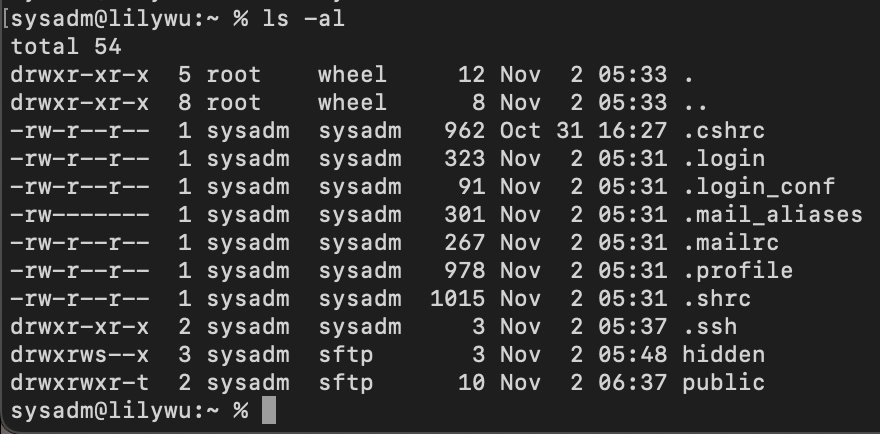 [sysadm@lilywu:~ % ls -al
total 54
drwxr-xr-x  5 root    wheel     12 Nov  2 05:33 .
drwxr-xr-x  8 root    wheel      8 Nov  2 05:33 ..
-rw-r--r--  1 sysadm  sysadm   962 Oct 31 16:27 .cshrc
-rw-r--r--  1 sysadm  sysadm   323 Nov  2 05:31 .login
-rw-r--r--  1 sysadm  sysadm    91 Nov  2 05:31 .login_conf
-rw-------  1 sysadm  sysadm   301 Nov  2 05:31 .mail_aliases
-rw-r--r--  1 sysadm  sysadm   267 Nov  2 05:31 .mailrc
-rw-r--r--  1 sysadm  sysadm   978 Nov  2 05:31 .profile
-rw-r--r--  1 sysadm  sysadm  1015 Nov  2 05:31 .shrc
drwxr-xr-x  2 sysadm  sysadm     3 Nov  2 05:37 .ssh
drwxrws--x  3 sysadm  sftp       3 Nov  2 05:48 hidden
drwxrwxr-t  2 sysadm  sftp      10 Nov  2 06:37 public
sysadm@lilywu:~ %